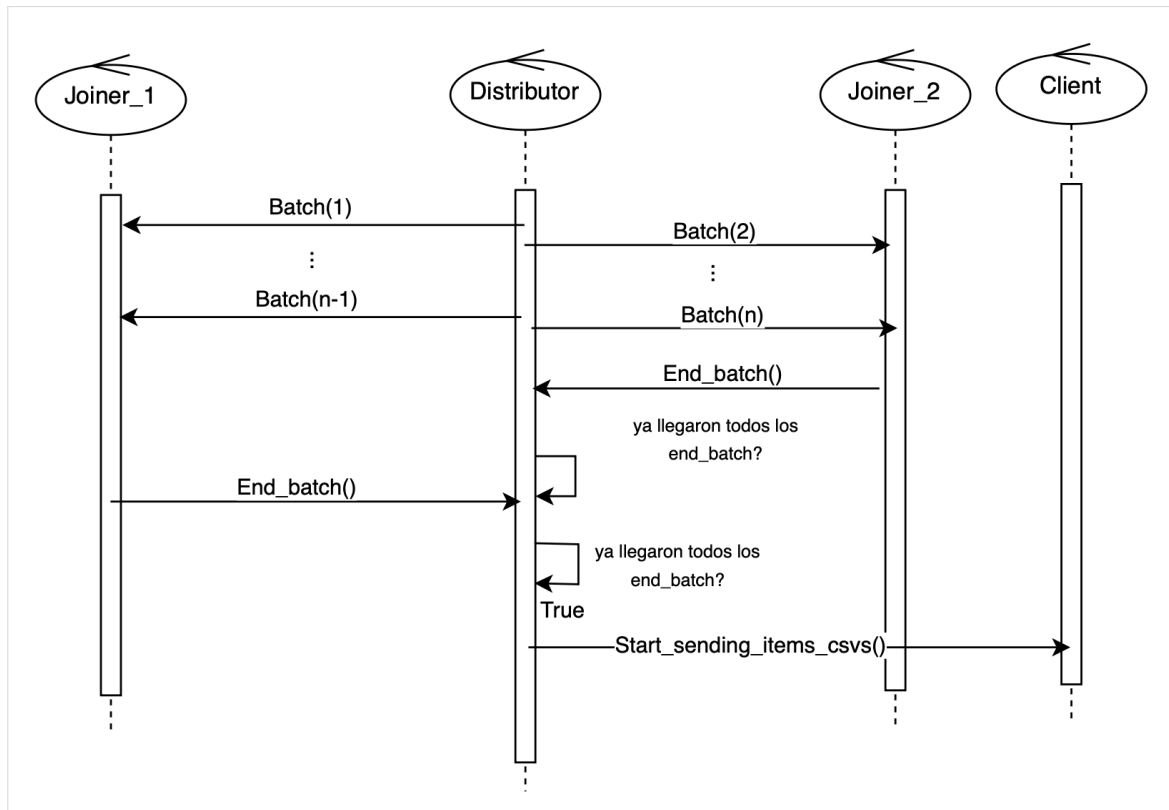 Joiner_1
Distributor
Joiner_2
Client
Batch(1)
Batch(2)
⋮
⋮
Batch(n-1)
Batch(n)
End_batch()
ya llegaron todos los
end_batch?
End_batch()
ya llegaron todos los
end_batch?
True
Start_sending_items_csvs()